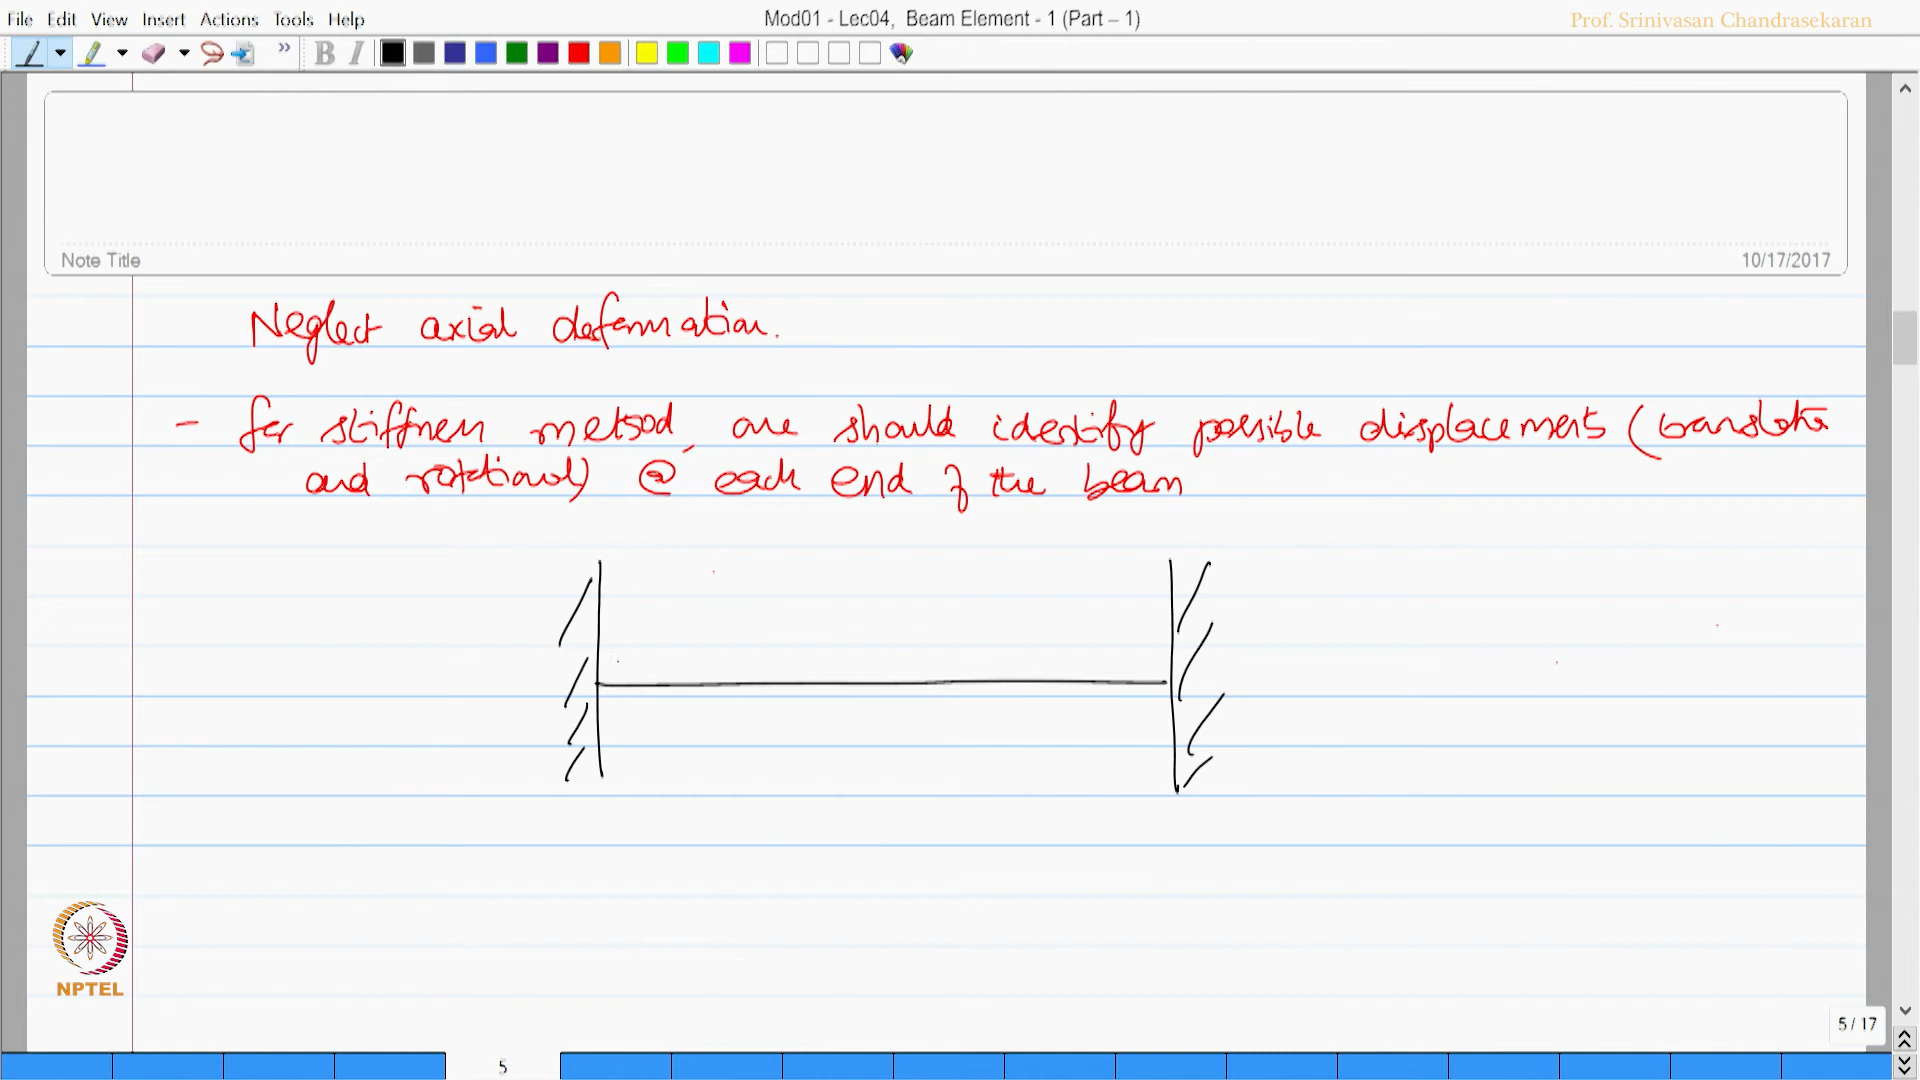 File Edit View Insert Actions Tools Help
Mod01 - Lec04, Beam Element - 1 (Part – 1)
Prof. Srinivasan Chandrasekaran
B I
Note Title
10/17/2017
Neglect axial deformation.
- for stiffness method, one should identify possible displacements (translation
and rotational) @ each end of the beam
NPTEL
5 / 17
5